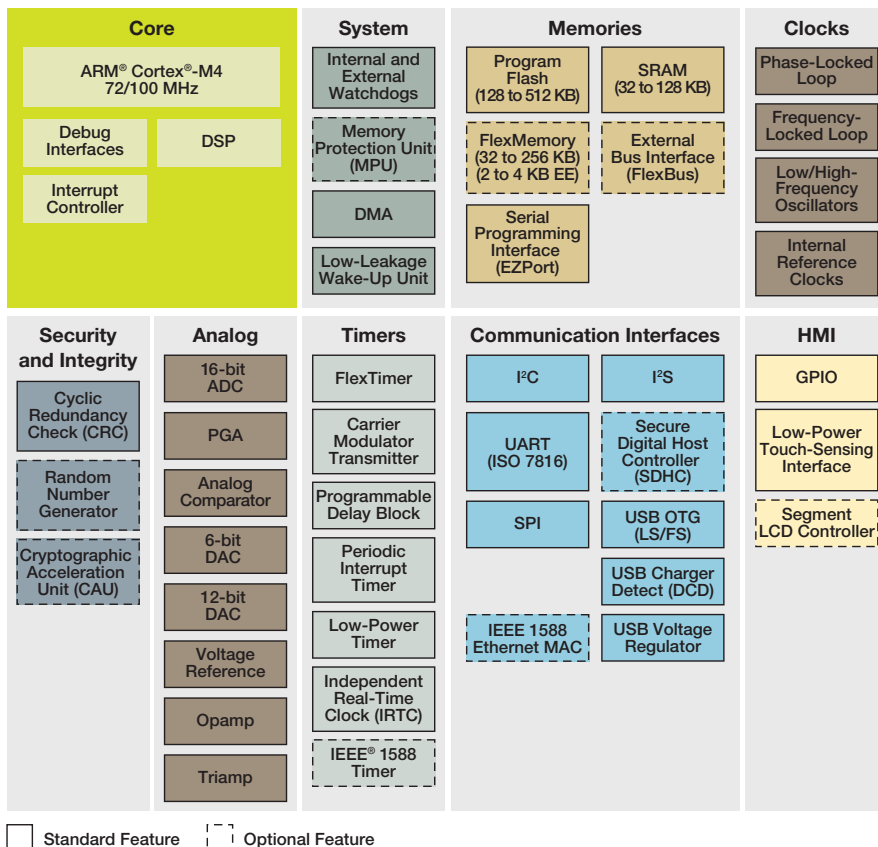 Core
ARM® Cortex®-M4
72/100 MHz
Debug
Interfaces
DSP
Interrupt
Controller
System
Internal and
External
Watchdogs
Memory
Protection Unit
(MPU)
DMA
Low-Leakage
Wake-Up Unit
Memories
Program
Flash
(128 to 512 KB)
SRAM
(32 to 128 KB)
FlexMemory
(32 to 256 KB)
(2 to 4 KB EE)
External
Bus Interface
(FlexBus)
Serial
Programming
Interface
(EZPort)
Clocks
Phase-Locked
Loop
Frequency-
Locked Loop
Low/High-
Frequency
Oscillators
Internal
Reference
Clocks
Security
and Integrity
Cyclic
Redundancy
Check (CRC)
Random
Number
Generator
Cryptographic
Acceleration
Unit (CAU)
Analog
16-bit
ADC
PGA
Analog
Comparator
6-bit
DAC
12-bit
DAC
Voltage
Reference
Opamp
Triamp
Timers
FlexTimer
Carrier
Modulator
Transmitter
Programmable
Delay Block
Periodic
Interrupt
Timer
Low-Power
Timer
Independent
Real-Time
Clock (IRTC)
IEEE® 1588
Timer
Communication Interfaces
I²C
I²S
UART
(ISO 7816)
Secure
Digital Host
Controller
(SDHC)
SPI
USB OTG
(LS/FS)
USB Charger
Detect (DCD)
IEEE 1588
Ethernet MAC
USB Voltage
Regulator
HMI
GPIO
Low-Power
Touch-Sensing
Interface
Segment
LCD Controller
Standard Feature
Optional Feature